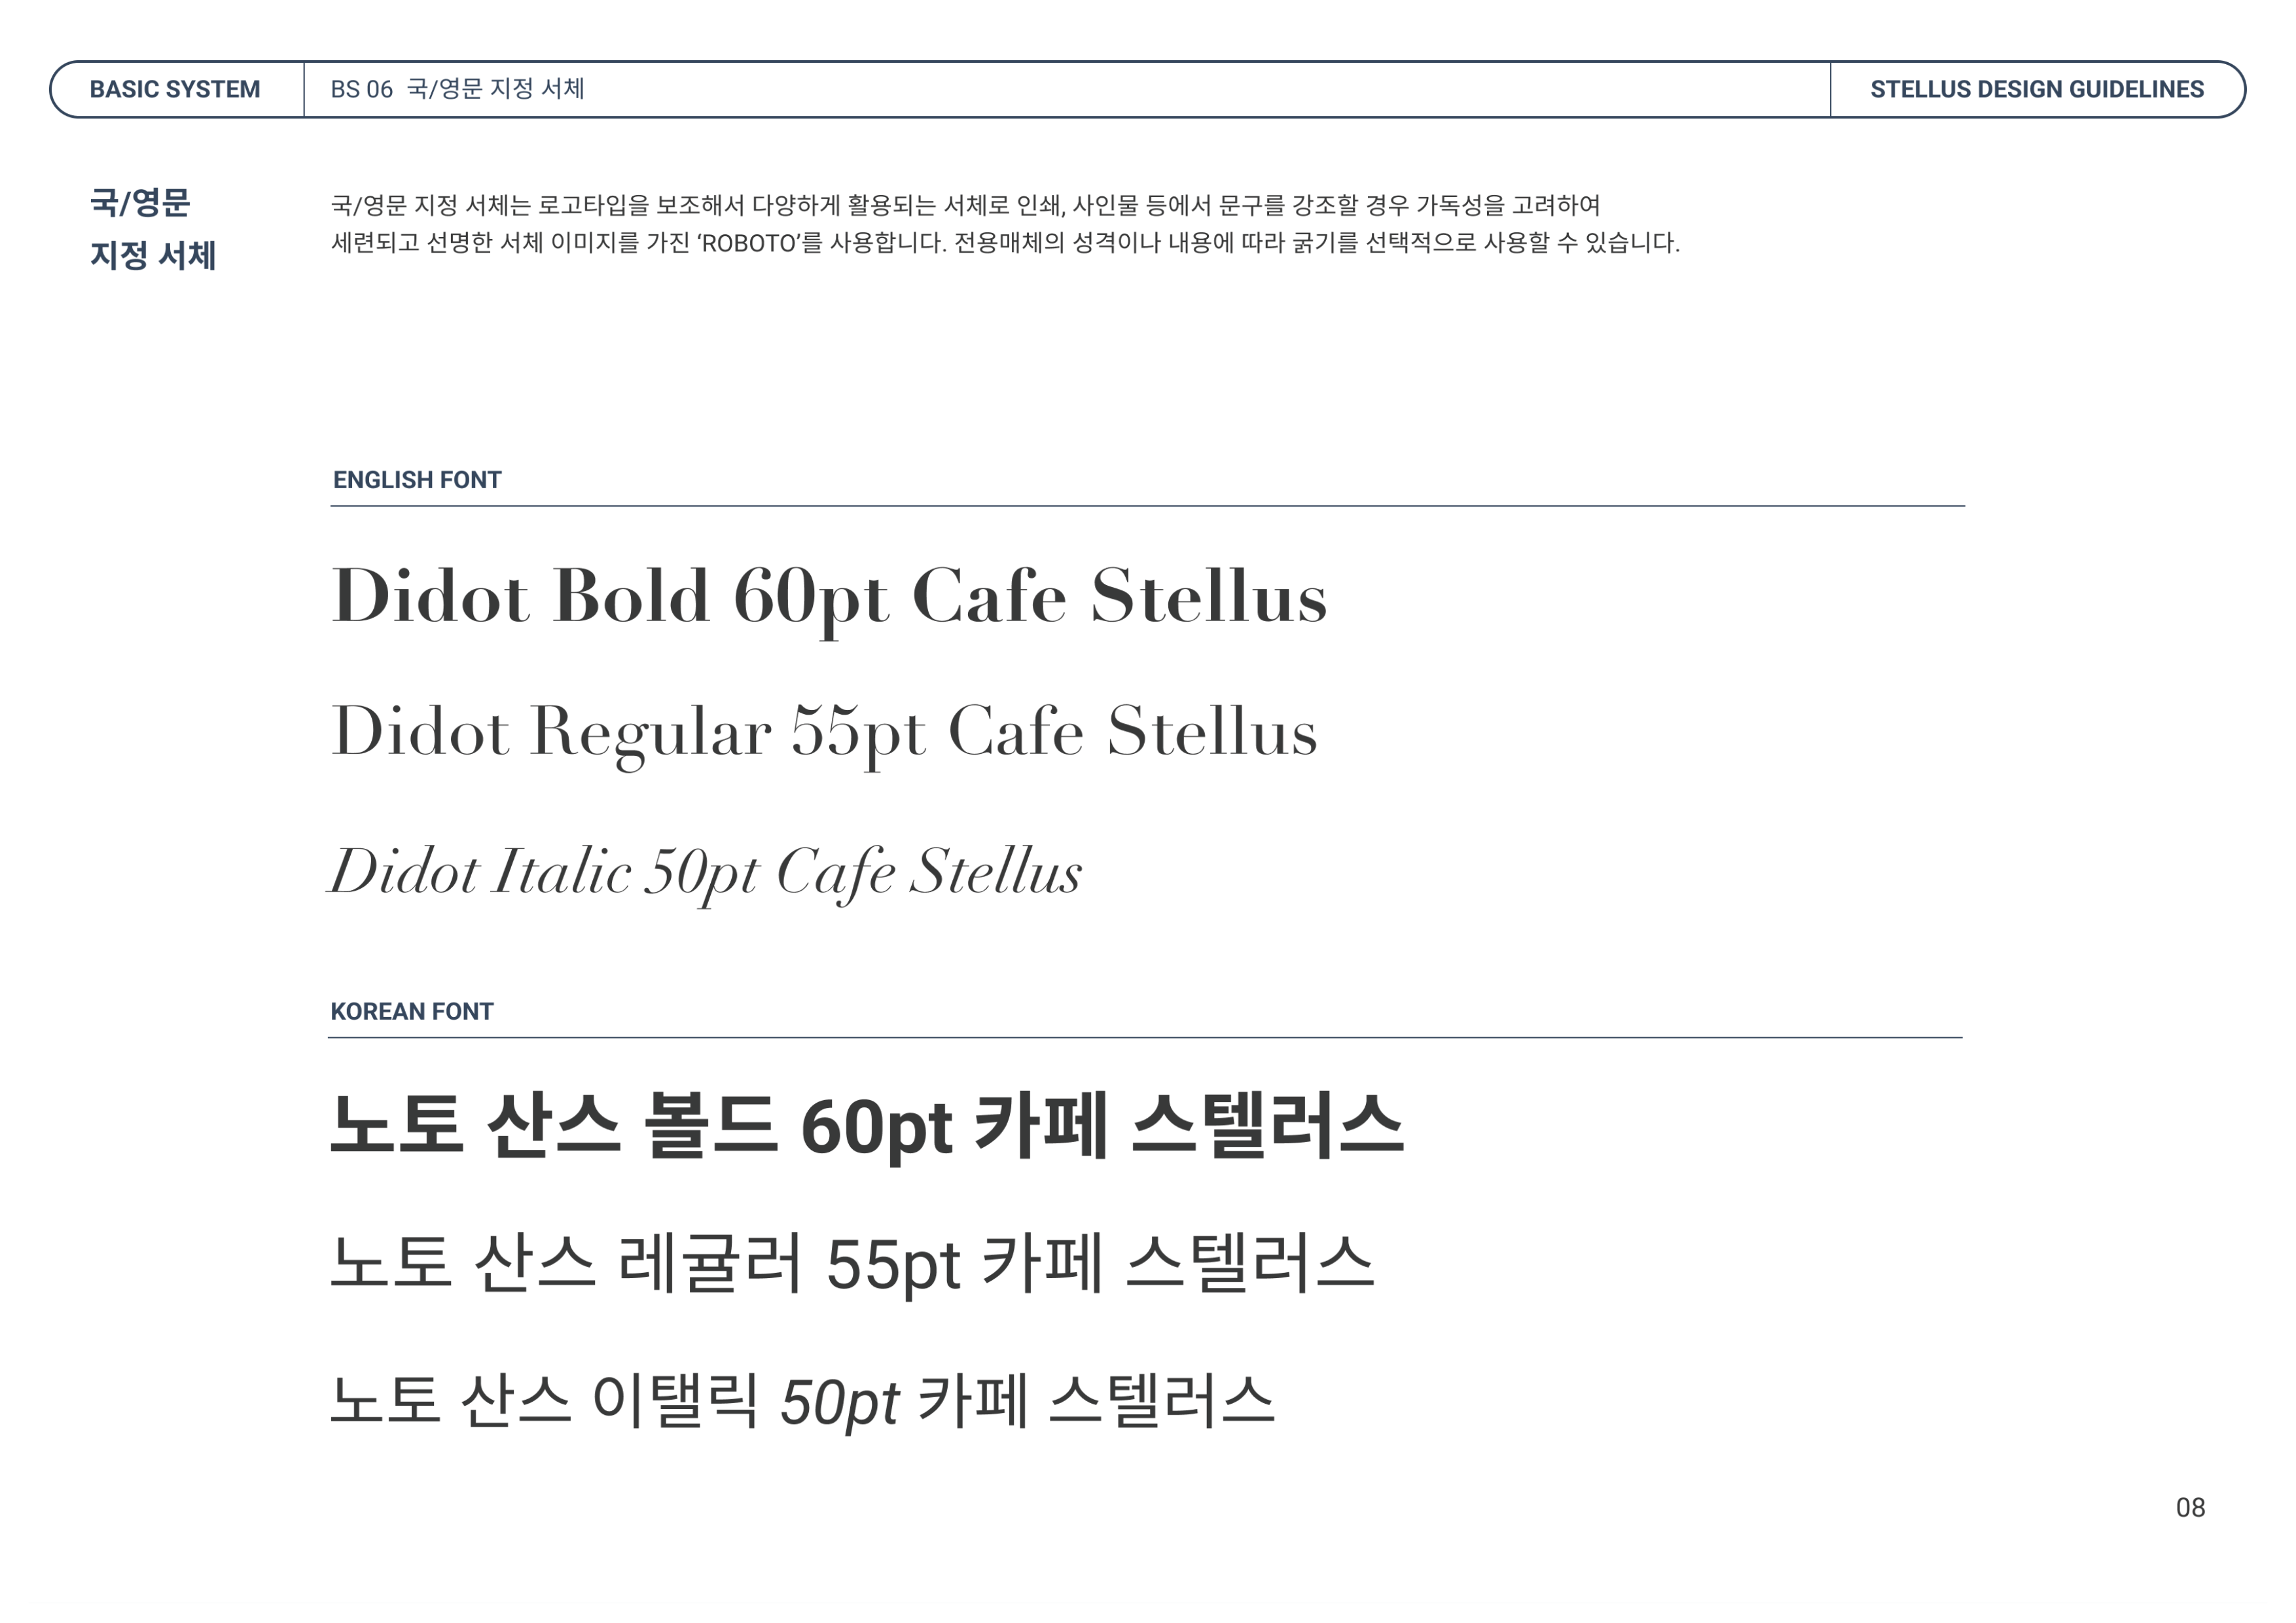 BASIC SYSTEM
BS 06 국/영문 지정 서체
STELLUS DESIGN GUIDELINES
국/영문
지정 서체
국/영문 지정 서체는 로고타입을 보조해서 다양하게 활용되는 서체로 인쇄, 사인물 등에서 문구를 강조할 경우 가독성을 고려하여
세련되고 선명한 서체 이미지를 가진 ‘ROBOTO’를 사용합니다. 전용매체의 성격이나 내용에 따라 굵기를 선택적으로 사용할 수 있습니다.
ENGLISH FONT
Didot Bold 60pt Cafe Stellus
Didot Regular 55pt Cafe Stellus
Didot Italic 50pt Cafe Stellus
KOREAN FONT
노토 산스 볼드 60pt 카페 스텔러스
노토 산스 레귤러 55pt 카페 스텔러스
노토 산스 이탤릭 50pt 카페 스텔러스
08